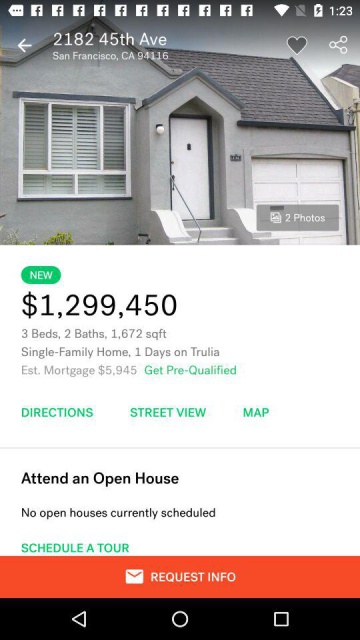 1:23
2182 45th Ave
San Francisco, CA 94116
2 Photos
NEW
$1,299,450
3 Beds, 2 Baths, 1,672 sqft
Single-Family Home, 1 Days on Trulia
Est. Mortgage $5,945 Get Pre-Qualified
DIRECTIONS STREET VIEW MAP
Attend an Open House
No open houses currently scheduled
SCHEDULE A TOUR
REQUEST INFO